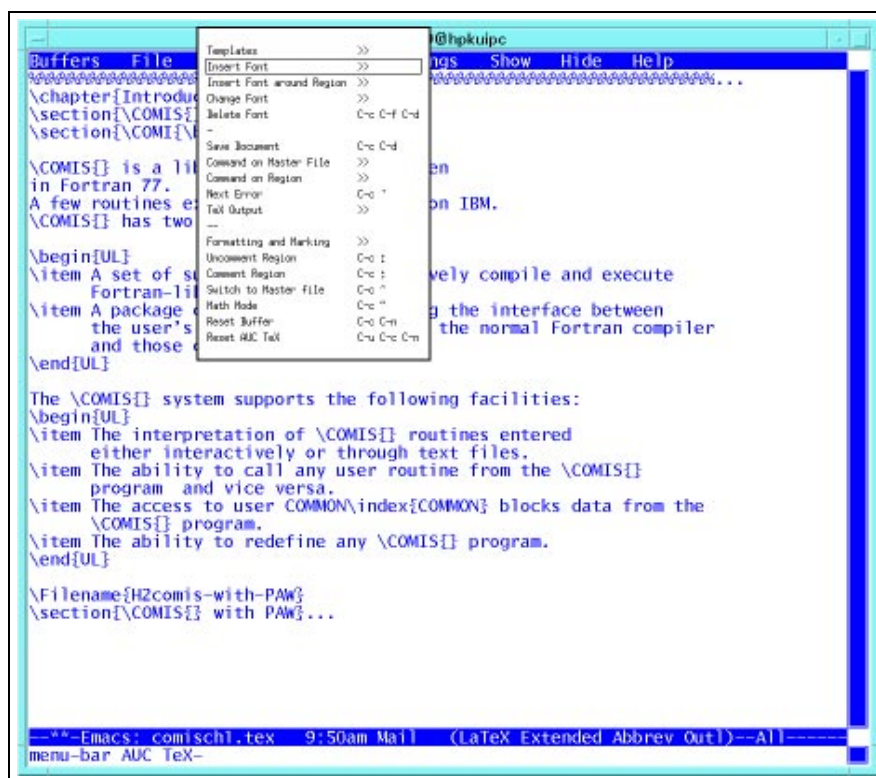 @hpkuipc
Buffers File ngs Show Hide Help
%%%%%%%%%%%%%%%%%%%%%%%%%%%%%%%%%%%%%%%%%%%%%...
\chapter{Introduc
\section{\COMIS{}
\section{\COMI{\b
\COMIS{} is a lib en
in Fortran 77.
A few routines ex on IBM.
\COMIS{} has two
\begin{UL}
\item A set of su vely compile and execute
Fortran-lik
\item A package o g the interface between
the user's the normal Fortran compiler
and those o
\end{UL}
Templates >>
Insert Font >>
Insert Font around Region >>
Change Font >>
Delete Font C-c C-f C-d
-
Save Document C-c C-d
Command on Master File >>
Command on Region >>
Next Error C-c `
TeX Output >>
--
Formatting and Marking >>
Uncomment Region C-c :
Comment Region C-c ;
Switch to Master file C-c ^
Math Mode C-c ~
Reset Buffer C-c C-n
Reset AUC TeX C-u C-c C-n
The \COMIS{} system supports the following facilities:
\begin{UL}
\item The interpretation of \COMIS{} routines entered
either interactively or through text files.
\item The ability to call any user routine from the \COMIS{}
program and vice versa.
\item The access to user COMMON\index{COMMON} blocks data from the
\COMIS{} program.
\item The ability to redefine any \COMIS{} program.
\end{UL}
\Filename{H2comis-with-PAW}
\section{\COMIS{} with PAW}...
--**-Emacs: comisch1.tex 9:50am Mail (LaTeX Extended Abbrev Outl)--All------
menu-bar AUC TeX-